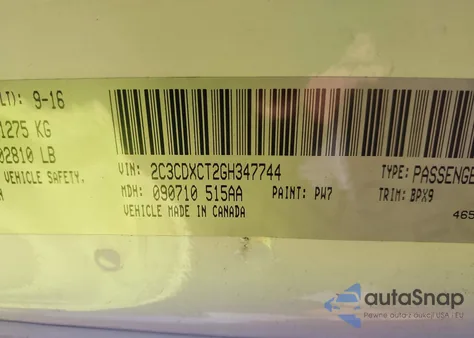 LT): 9-16
1275 KG
02810 LB
VEHICLE SAFETY.
VIN: 2C3CDXCT2GH347744
TYPE: PASSENGE
MDH: 090710 515AA
PAINT: PW7
TRIM: BPX9
VEHICLE MADE IN CANADA
465
autoSnap
Pewne auta z aukcji USA i EU